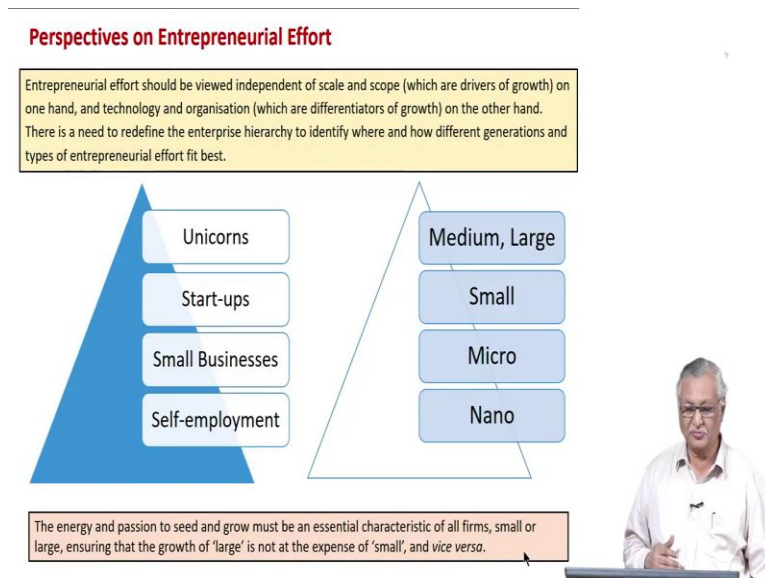 Perspectives on Entrepreneurial Effort
Entrepreneurial effort should be viewed independent of scale and scope (which are drivers of growth) on
one hand, and technology and organisation (which are differentiators of growth) on the other hand.
There is a need to redefine the enterprise hierarchy to identify where and how different generations and
types of entrepreneurial effort fit best.
Unicorns
Start-ups
Small Businesses
Self-employment
Medium, Large
Small
Micro
Nano
The energy and passion to seed and grow must be an essential characteristic of all firms, small or
large, ensuring that the growth of 'large' is not at the expense of 'small', and vice versa.